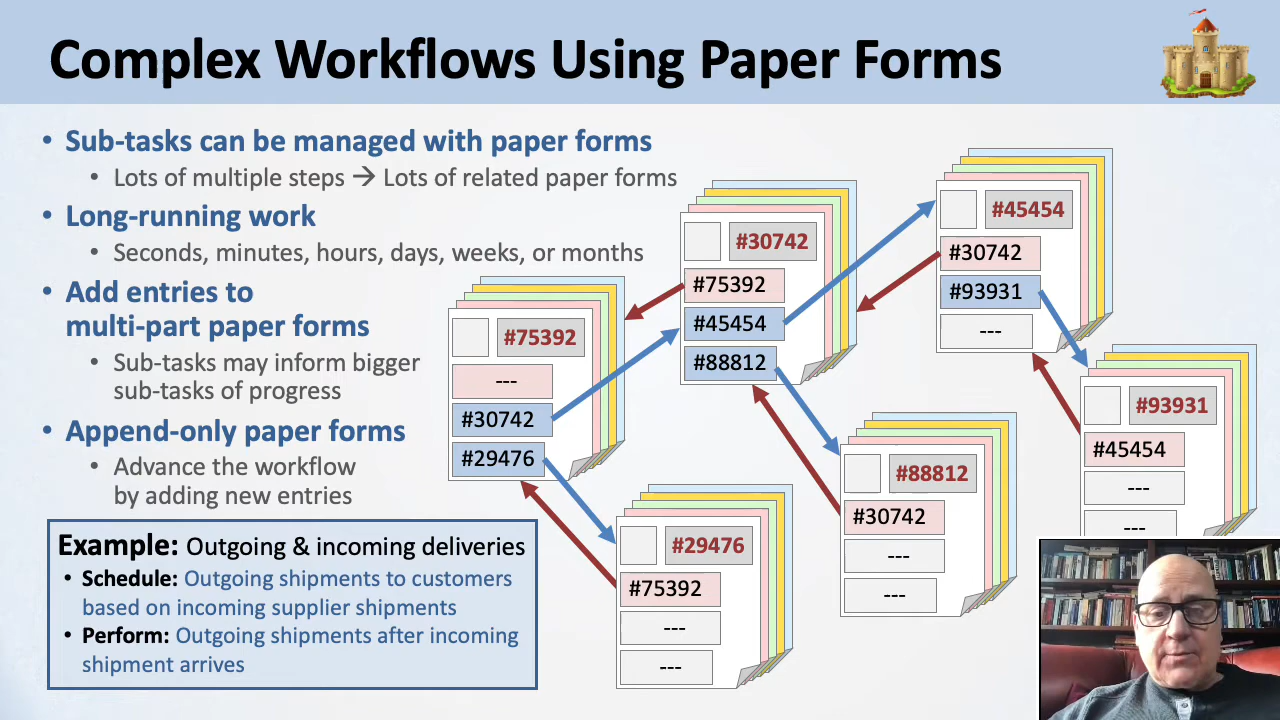 Complex Workflows Using Paper Forms
• Sub-tasks can be managed with paper forms
• Lots of multiple steps → Lots of related paper forms
• Long-running work
• Seconds, minutes, hours, days, weeks, or months
• Add entries to
multi-part paper forms
• Sub-tasks may inform bigger
sub-tasks of progress
• Append-only paper forms
• Advance the workflow
by adding new entries
Example: Outgoing & incoming deliveries
• Schedule: Outgoing shipments to customers
based on incoming supplier shipments
• Perform: Outgoing shipments after incoming
shipment arrives
#75392
---
#30742
#29476
#30742
#75392
#45454
#88812
#45454
#30742
#93931
---
#29476
#75392
---
---
#88812
#30742
---
---
#93931
#45454
---
---